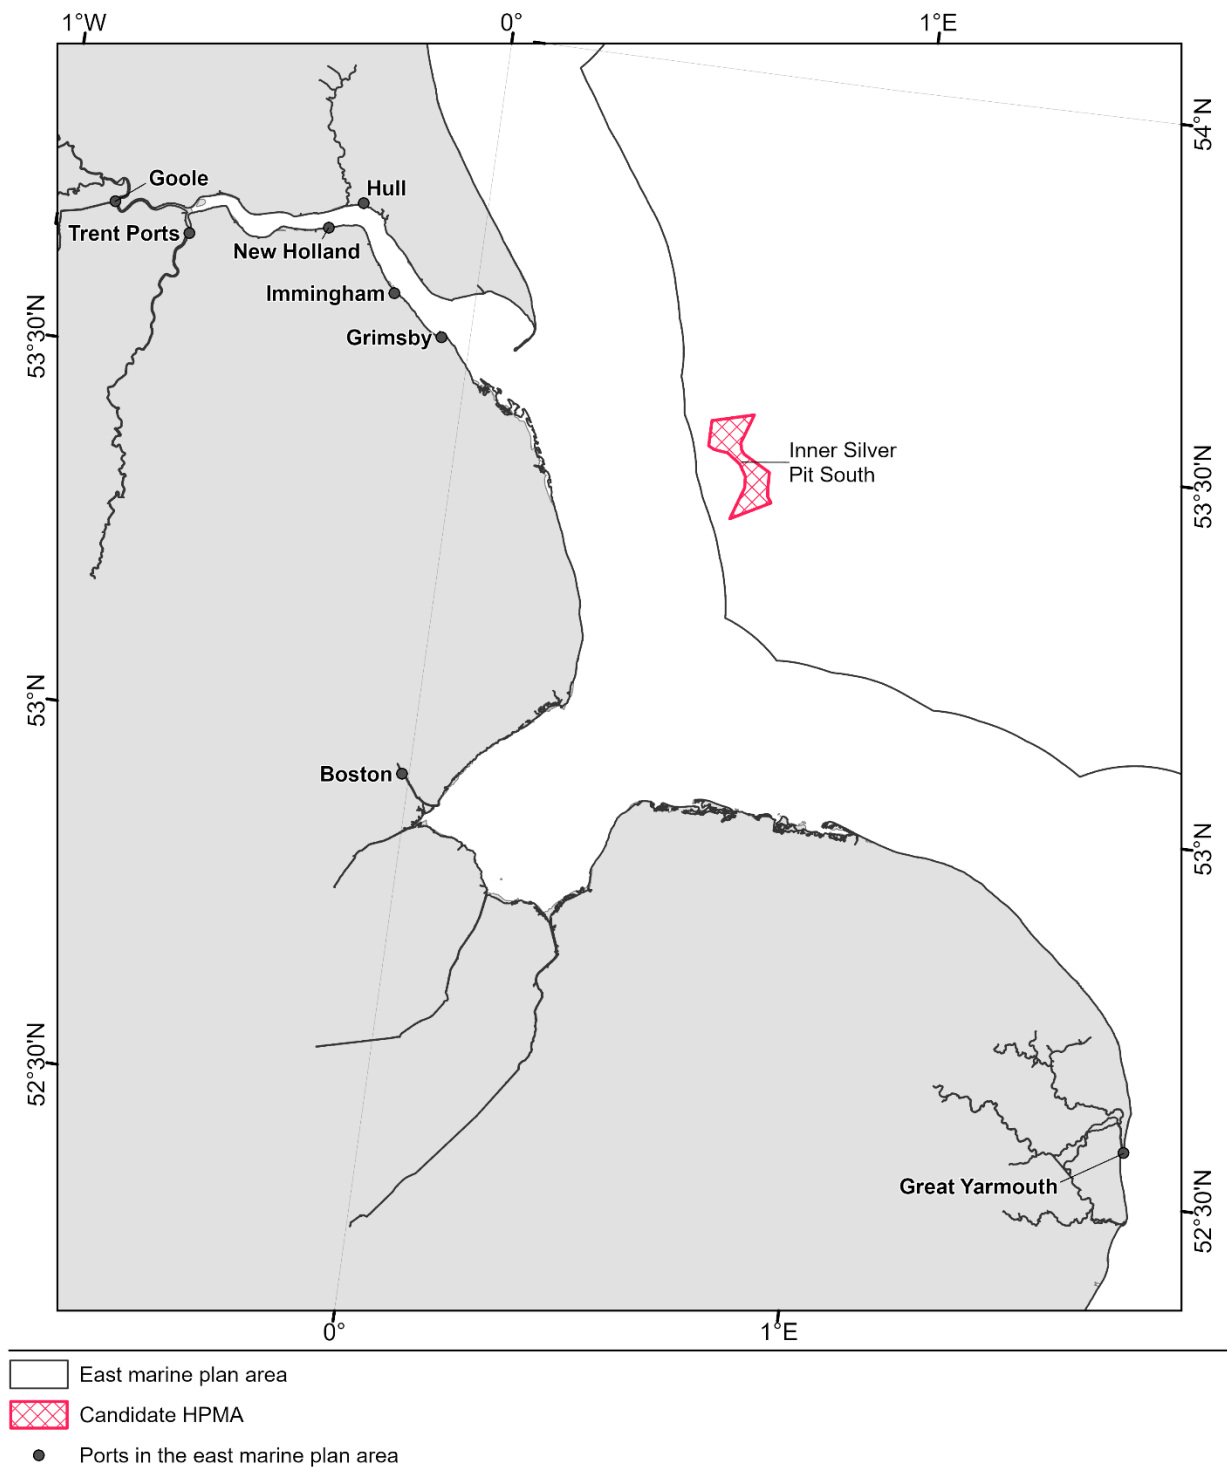 1°W
0°
1°E
54°N
Goole
Hull
Trent Ports
New Holland
Immingham
53°30'N
Grimsby
Inner Silver
Pit South
53°30'N
53°N
Boston
53°N
52°30'N
Great Yarmouth
52°30'N
0°
1°E
East marine plan area
Candidate HPMA
Ports in the east marine plan area